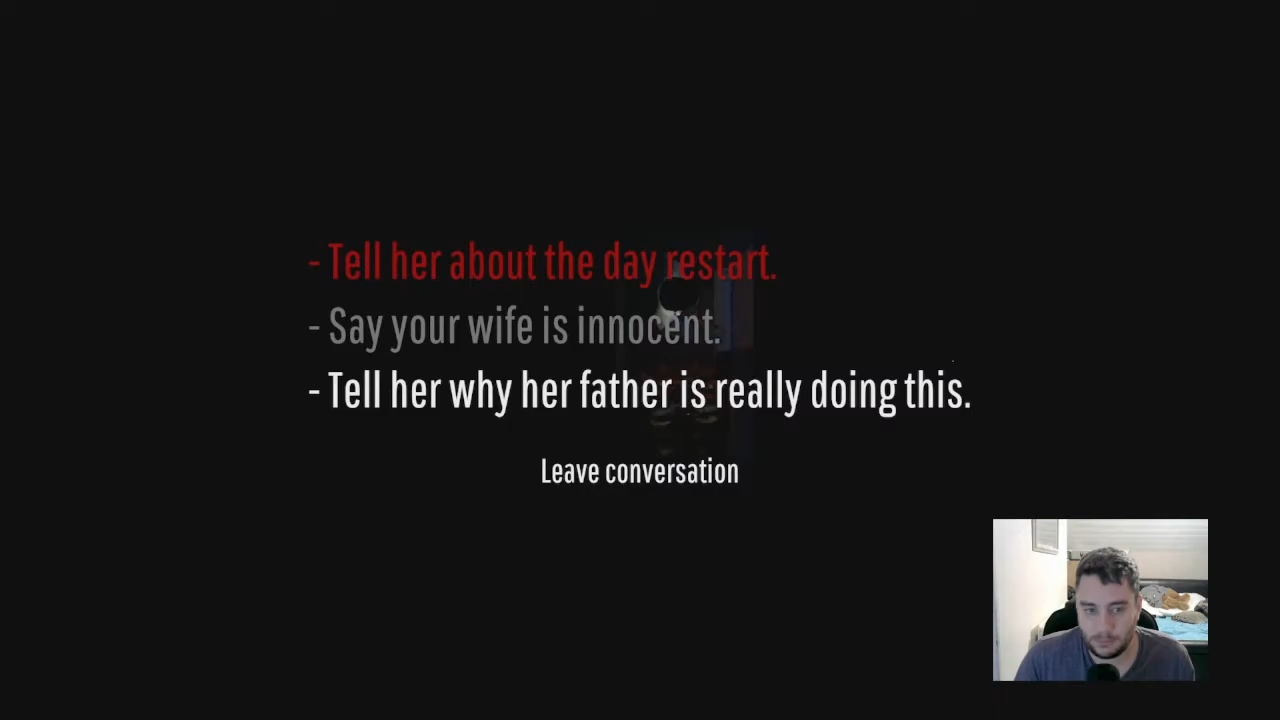 - Tell her about the day restart.
- Say your wife is innocent.
- Tell her why her father is really doing this.
Leave conversation